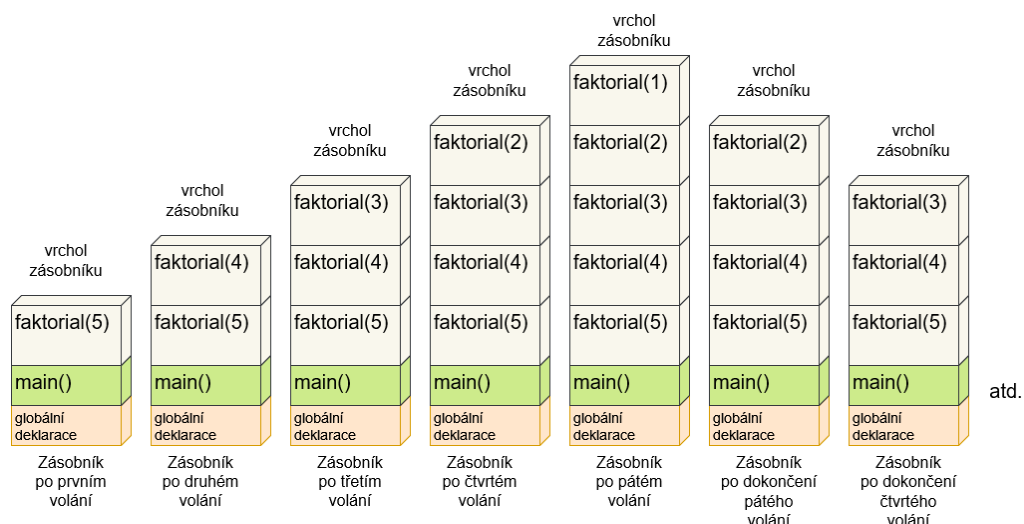 vrchol
zásobníku
faktorial(5)
main()
globální
deklarace
Zásobník
po prvním
volání
vrchol
zásobníku
faktorial(4)
faktorial(5)
main()
globální
deklarace
Zásobník
po druhém
volání
vrchol
zásobníku
faktorial(3)
faktorial(4)
faktorial(5)
main()
globální
deklarace
Zásobník
po třetím
volání
vrchol
zásobníku
faktorial(2)
faktorial(3)
faktorial(4)
faktorial(5)
main()
globální
deklarace
Zásobník
po čtvrtém
volání
vrchol
zásobníku
faktorial(1)
faktorial(2)
faktorial(3)
faktorial(4)
faktorial(5)
main()
globální
deklarace
Zásobník
po pátém
volání
vrchol
zásobníku
faktorial(2)
faktorial(3)
faktorial(4)
faktorial(5)
main()
globální
deklarace
Zásobník
po dokončení
pátého
volání
vrchol
zásobníku
faktorial(3)
faktorial(4)
faktorial(5)
main()
globální
deklarace
Zásobník
po dokončení
čtvrtého
volání
atd.